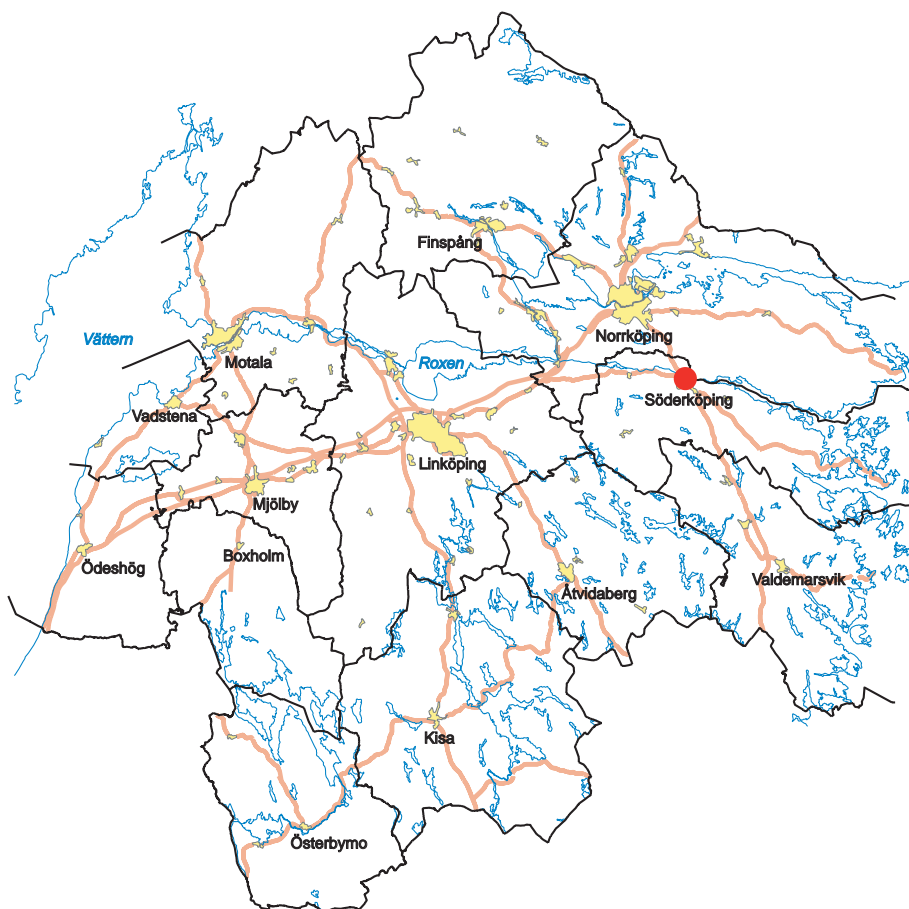 Finspång
Norrköping
Vättern
Motala
Roxen
Söderköping
Vadstena
Linköping
Mjölby
Boxholm
Ödeshög
Åtvidaberg
Valdemarsvik
Kisa
Österbymo